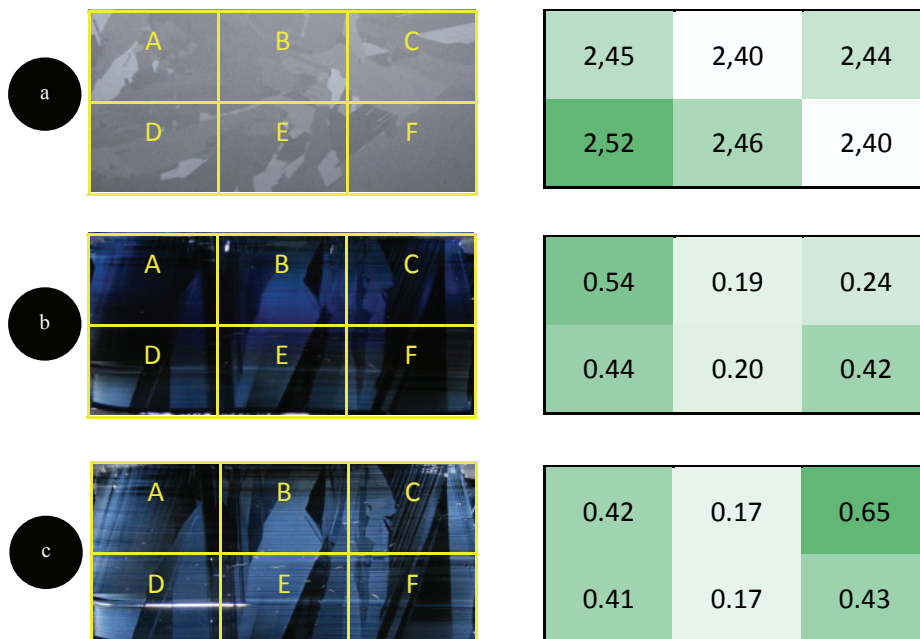 A B C 2,45 2,40 2,44
a
D E F 2,52 2,46 2,40
A B C 0.54 0.19 0.24
b
D E F 0.44 0.20 0.42
A B C 0.42 0.17 0.65
c
D E F 0.41 0.17 0.43